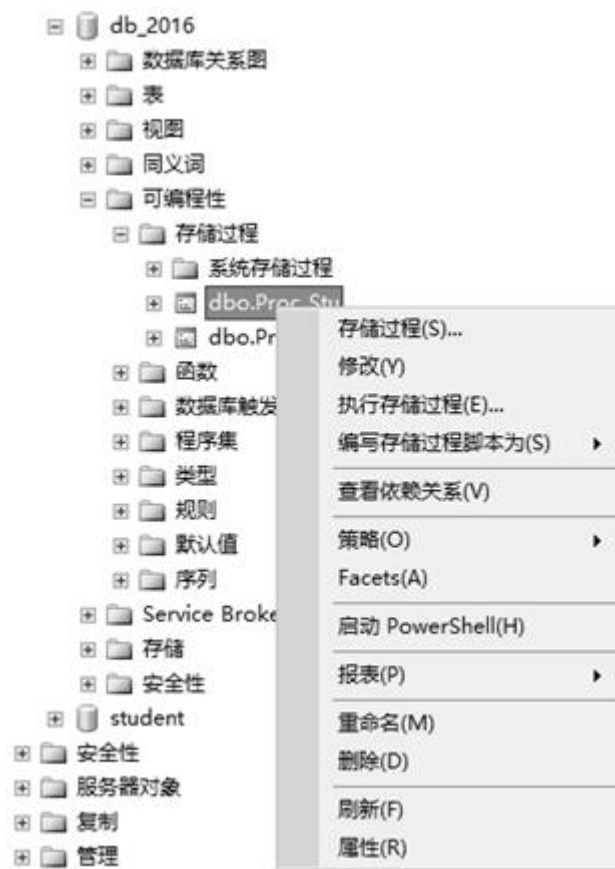 db_2016
数据库关系图
表
视图
同义词
可编程性
存储过程
系统存储过程
dbo.Proc_Stu
dbo.Pr
函数
数据库触发
程序集
类型
规则
默认值
序列
Service Broke
存储
安全性
student
安全性
服务器对象
复制
管理
存储过程(S)...
修改(Y)
执行存储过程(E)...
编写存储过程脚本为(S)
查看依赖关系(V)
策略(O)
Facets(A)
启动 PowerShell(H)
报表(P)
重命名(M)
删除(D)
刷新(F)
属性(R)